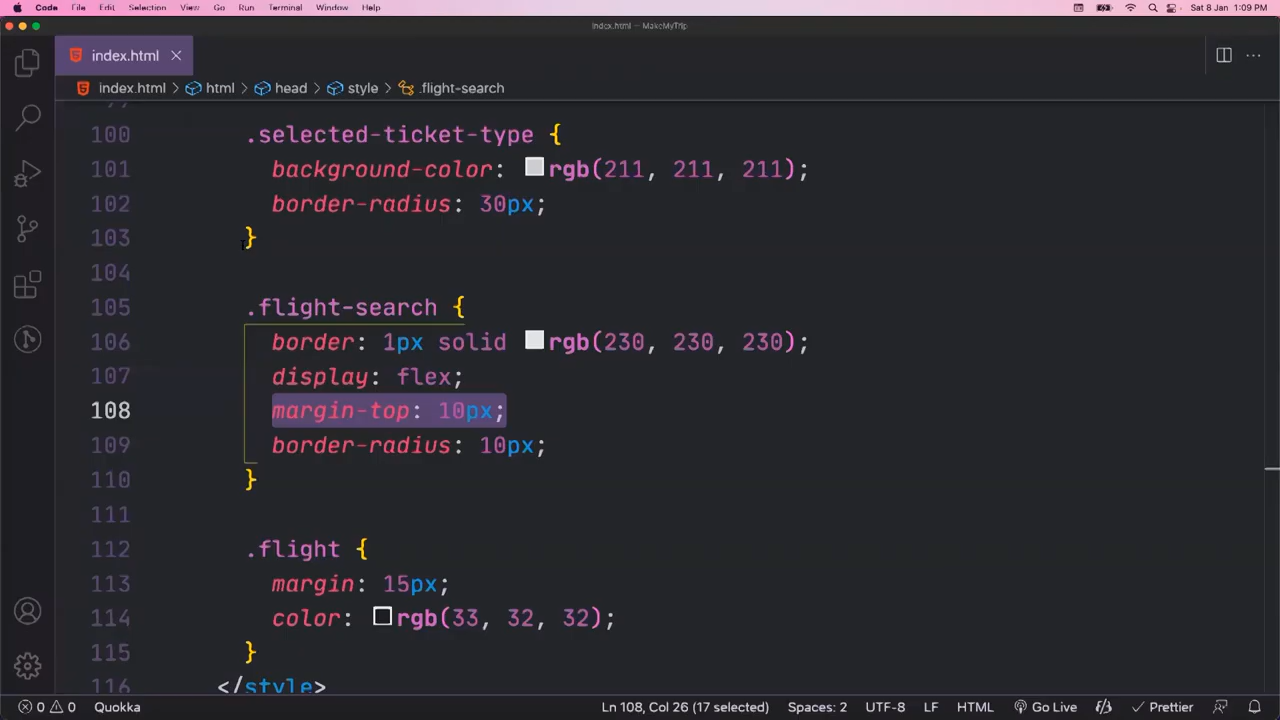 Code File Edit Selection View Go Run Terminal Window Help Sat 8 Jan 1:09 PM
index.html — MakeMyTrip
index.html
index.html > html > head > style > .flight-search
100 .selected-ticket-type {
101 background-color: rgb(211, 211, 211);
102 border-radius: 30px;
103 }
104
105 .flight-search {
106 border: 1px solid rgb(230, 230, 230);
107 display: flex;
108 margin-top: 10px;
109 border-radius: 10px;
110 }
111
112 .flight {
113 margin: 15px;
114 color: rgb(33, 32, 32);
115 }
116 </style>
0 0 Quokka Ln 108, Col 26 (17 selected) Spaces: 2 UTF-8 LF HTML Go Live Prettier